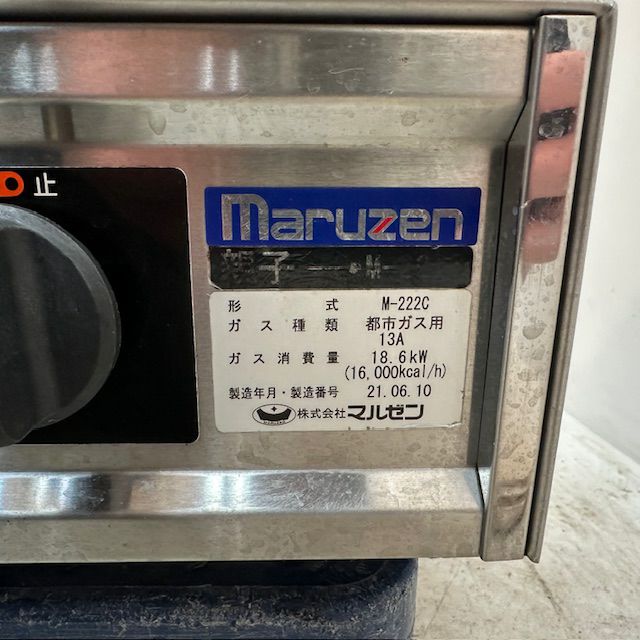 止
maruzen
親子
形 式 M-222C
ガス種類 都市ガス用
13A
ガス消費量 18.6kW
(16,000kcal/h)
製造年月・製造番号 21.06.10
株式会社マルゼン